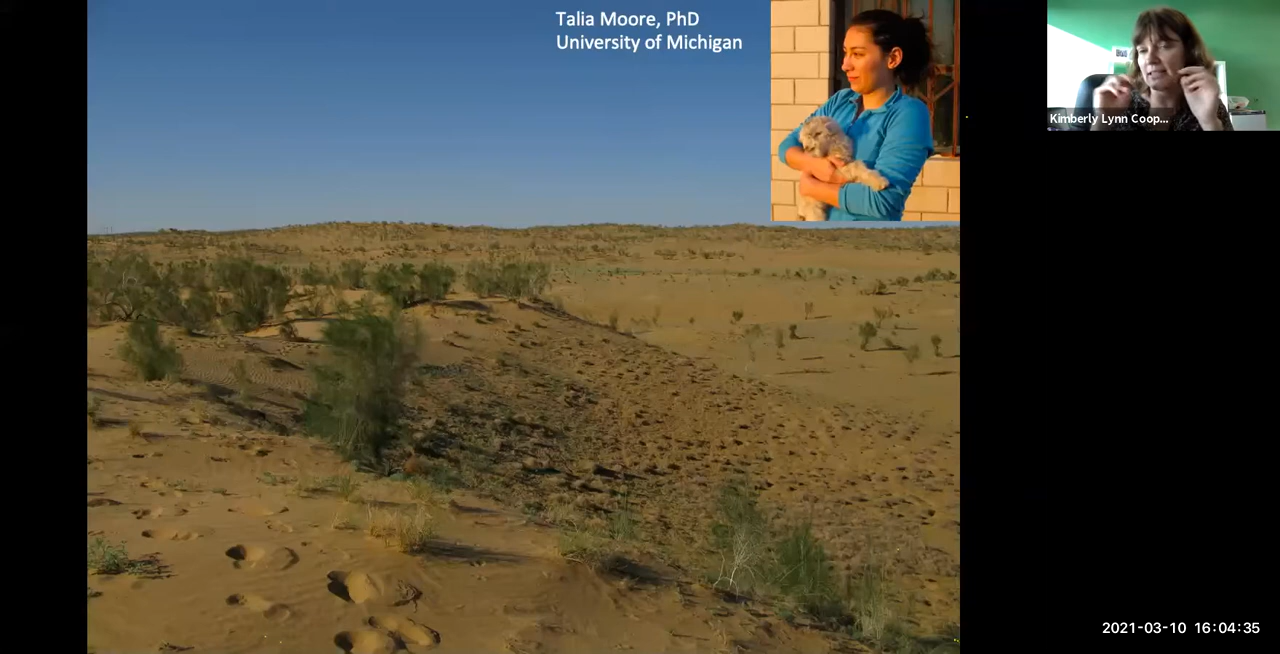 Talia Moore, PhD
University of Michigan
Kimberly Lynn Coop...
2021-03-10 16:04:35